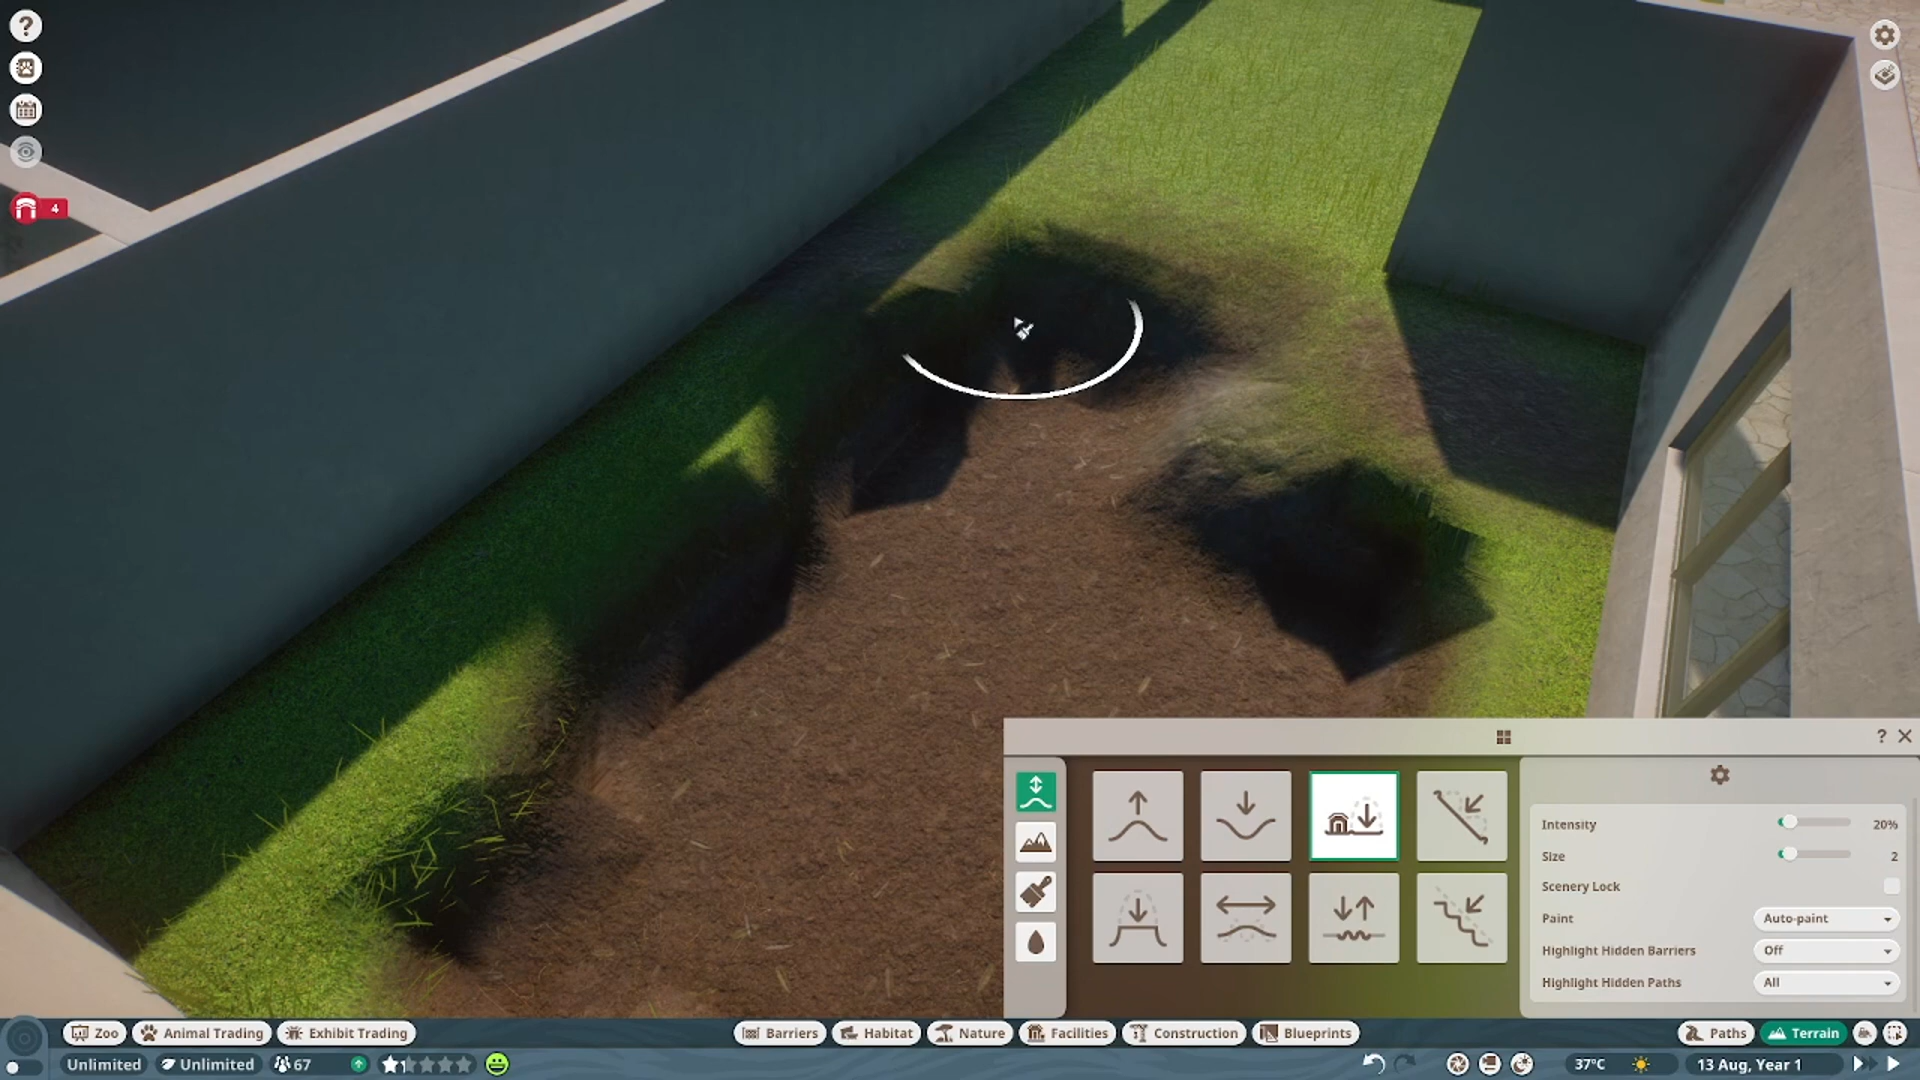 ?
4
?
Intensity 20%
Size 2
Scenery Lock
Paint Auto-paint
Highlight Hidden Barriers Off
Highlight Hidden Paths All
Zoo Animal Trading Exhibit Trading Barriers Habitat Nature Facilities Construction Blueprints Paths Terrain
Unlimited Unlimited 67 37°C 13 Aug, Year 1